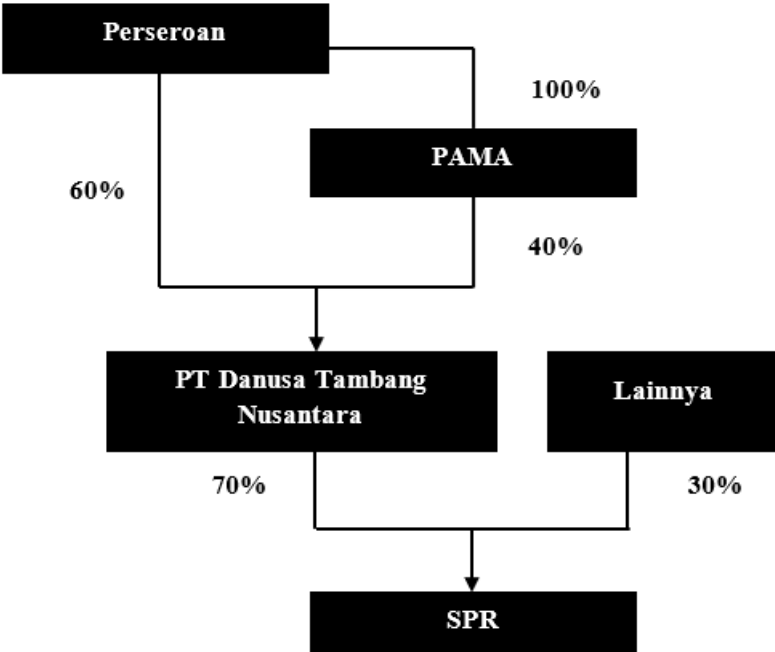 Perseroan
100%
PAMA
60%
40%
PT Danusa Tambang
Nusantara
Lainnya
70%
30%
SPR